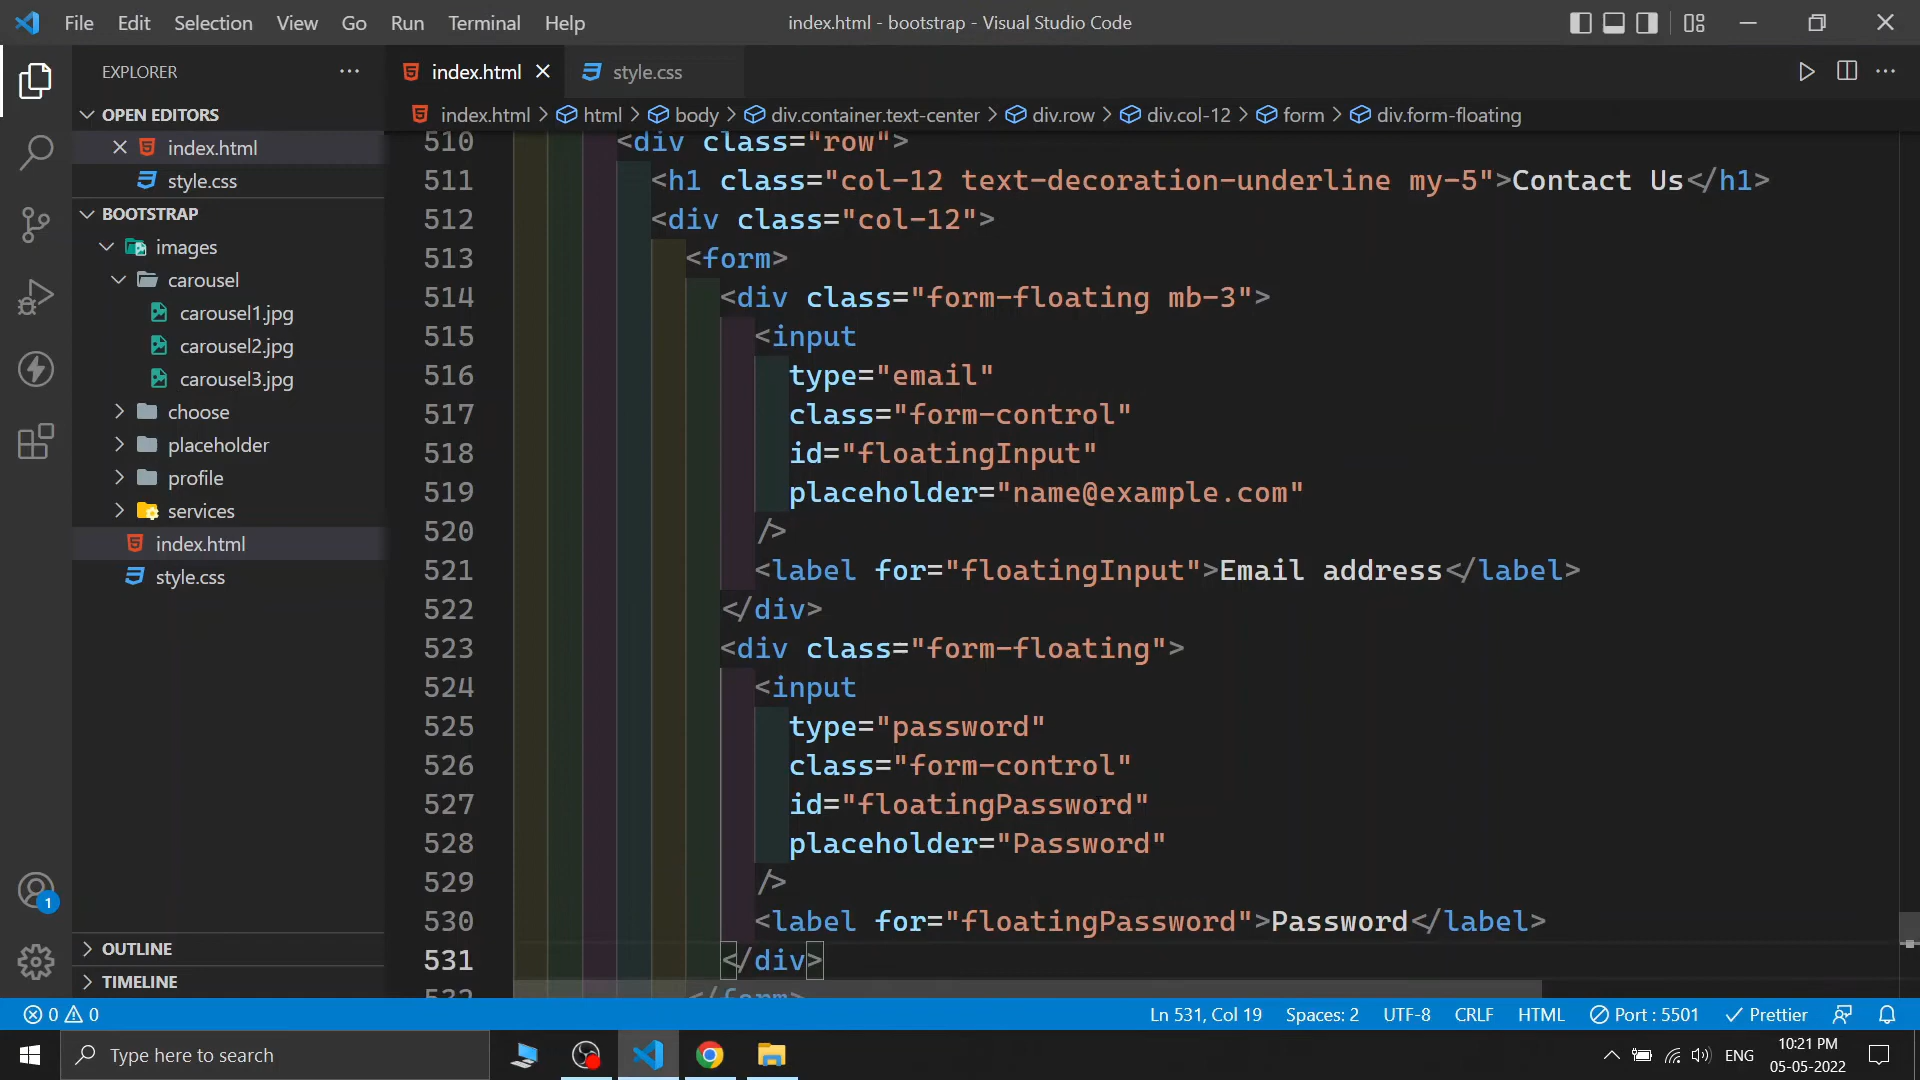 File Edit Selection View Go Run Terminal Help
index.html - bootstrap - Visual Studio Code
EXPLORER
OPEN EDITORS
index.html
style.css
BOOTSTRAP
images
carousel
carousel1.jpg
carousel2.jpg
carousel3.jpg
choose
placeholder
profile
services
index.html
style.css
OUTLINE
TIMELINE
1
index.html
style.css
index.html > html > body > div.container.text-center > div.row > div.col-12 > form > div.form-floating
510 <div class="row">
511 <h1 class="col-12 text-decoration-underline my-5">Contact Us</h1>
512 <div class="col-12">
513 <form>
514 <div class="form-floating mb-3">
515 <input
516 type="email"
517 class="form-control"
518 id="floatingInput"
519 placeholder="name@example.com"
520 />
521 <label for="floatingInput">Email address</label>
522 </div>
523 <div class="form-floating">
524 <input
525 type="password"
526 class="form-control"
527 id="floatingPassword"
528 placeholder="Password"
529 />
530 <label for="floatingPassword">Password</label>
531 </div>
532 </form>
0 0
Ln 531, Col 19 Spaces: 2 UTF-8 CRLF HTML Port : 5501 Prettier
Type here to search
ENG
10:21 PM
05-05-2022